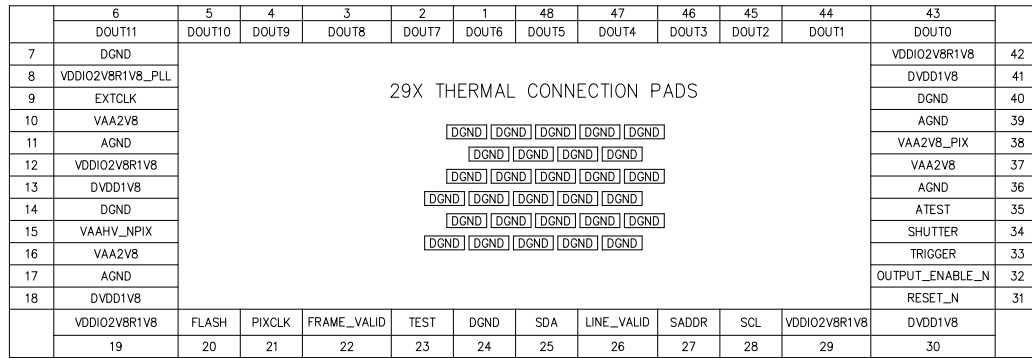 6 5 4 3 2 1 48 47 46 45 44 43
DOUT11 DOUT10 DOUT9 DOUT8 DOUT7 DOUT6 DOUT5 DOUT4 DOUT3 DOUT2 DOUT1 DOUT0
7 DGND VDDIO2V8R1V8 42
8 VDDIO2V8R1V8_PLL DVDD1V8 41
9 EXTCLK DGND 40
29X THERMAL CONNECTION PADS
10 VAA2V8 AGND 39
DGND DGND DGND DGND DGND
11 AGND VAA2V8_PIX 38
DGND DGND DGND DGND
12 VDDIO2V8R1V8 VAA2V8 37
DGND DGND DGND DGND DGND
13 DVDD1V8 AGND 36
DGND DGND DGND DGND DGND
14 DGND ATEST 35
DGND DGND DGND DGND DGND
15 VAAHV_NPIX SHUTTER 34
DGND DGND DGND DGND DGND
16 VAA2V8 TRIGGER 33
17 AGND OUTPUT_ENABLE_N 32
18 DVDD1V8 RESET_N 31
VDDIO2V8R1V8 FLASH PIXCLK FRAME_VALID TEST DGND SDA LINE_VALID SADDR SCL VDDIO2V8R1V8 DVDD1V8
19 20 21 22 23 24 25 26 27 28 29 30